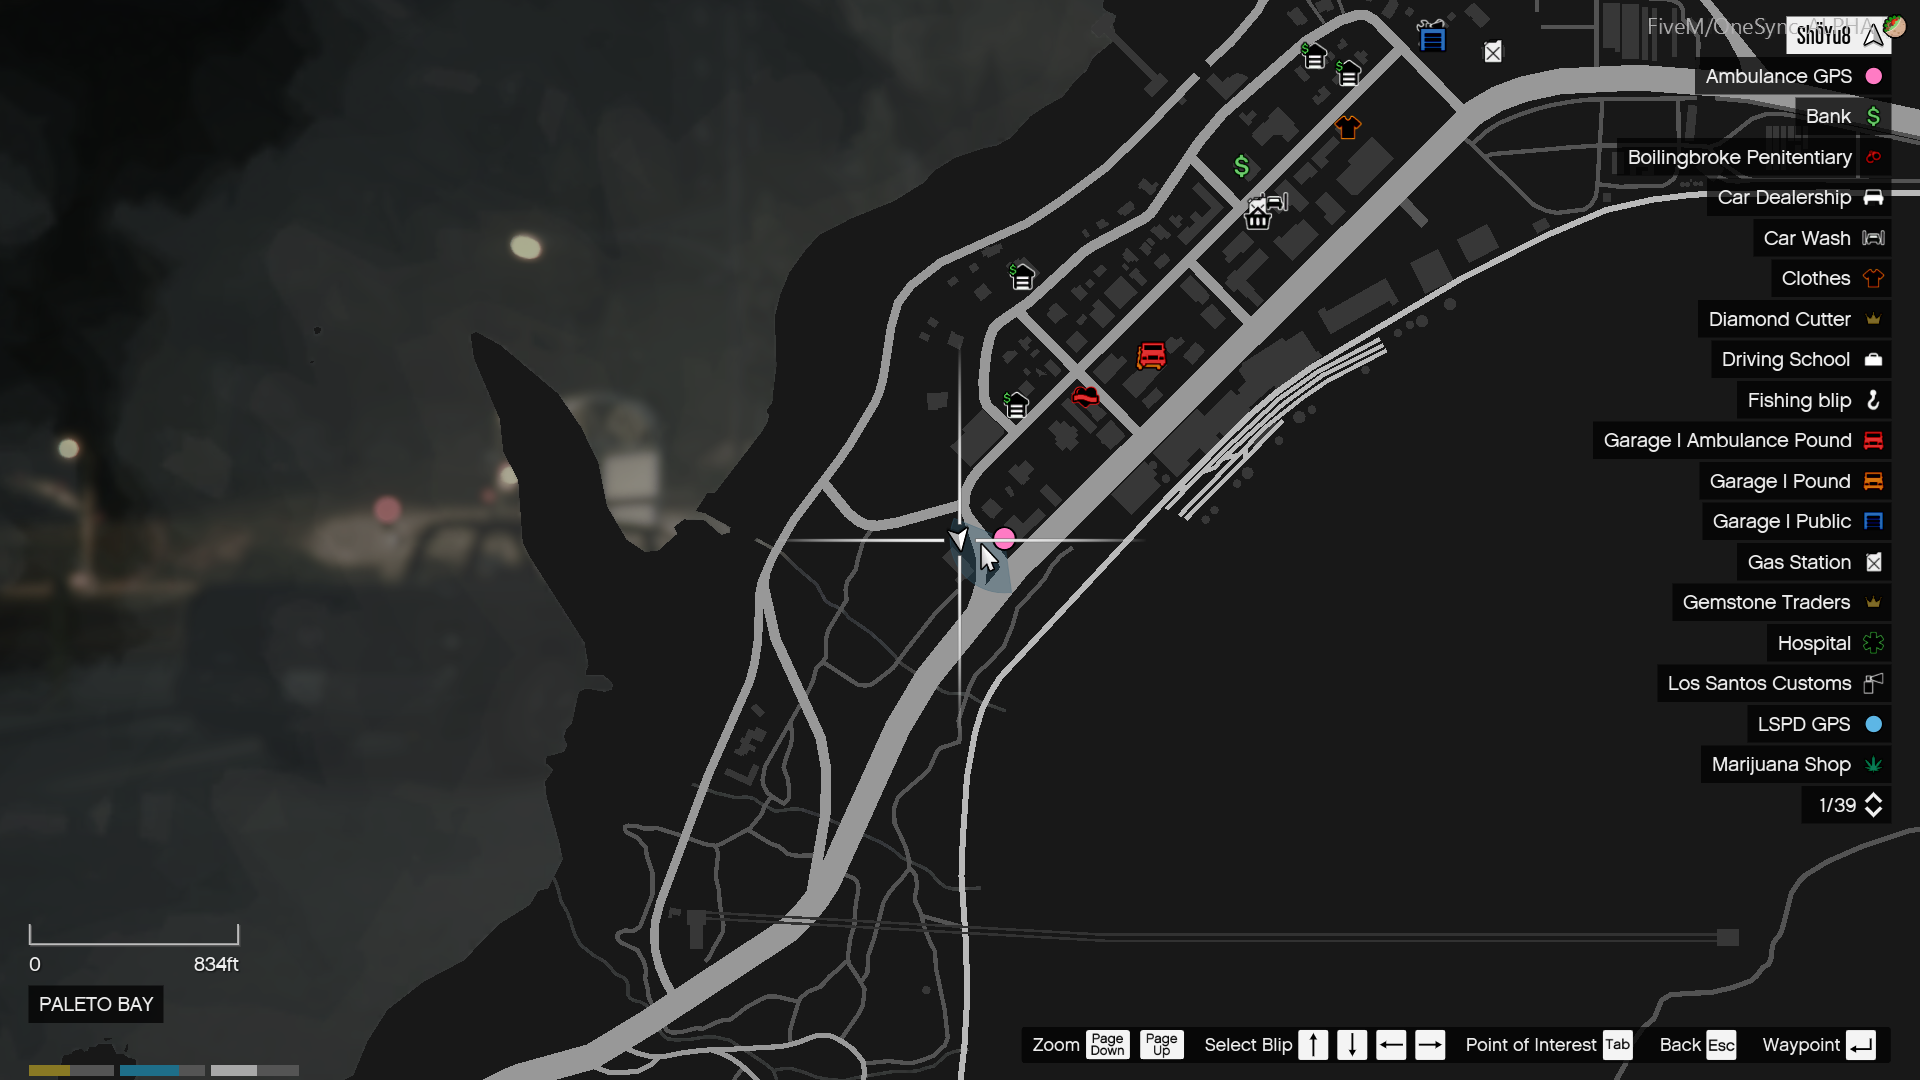 FiveM/OneSync ALPHA
ShÖYu8
Ambulance GPS
Bank
Boilingbroke Penitentiary
Car Dealership
Car Wash
Clothes
Diamond Cutter
Driving School
Fishing blip
Garage | Ambulance Pound
Garage | Pound
Garage | Public
Gas Station
Gemstone Traders
Hospital
Los Santos Customs
LSPD GPS
Marijuana Shop
1/39
0 834ft
PALETO BAY
Zoom Page Down Page Up Select Blip ↑ ↓ ← → Point of Interest Tab Back Esc Waypoint